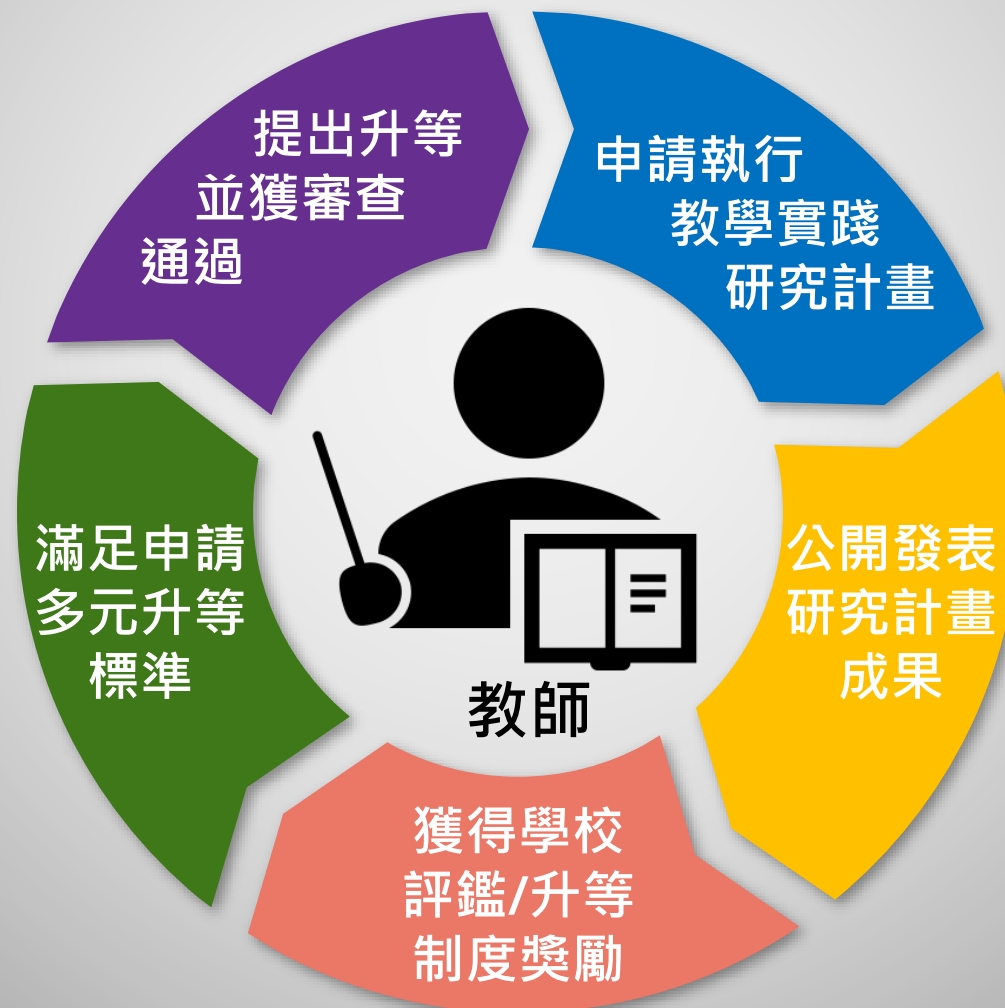 提出升等
並獲審查
通過
申請執行
教學實踐
研究計畫
公開發表
研究計畫
成果
獲得學校
評鑑/升等
制度獎勵
滿足申請
多元升等
標準
教師